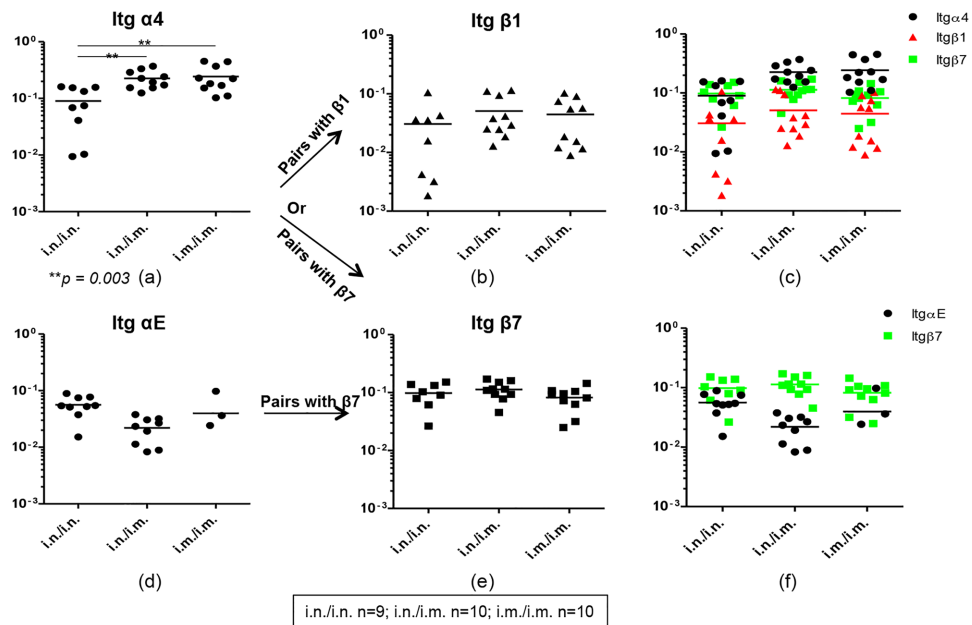 Itg α4
10⁰
10⁻¹
10⁻²
10⁻³
**
**
i.n./i.n.
i.n./i.m.
i.m./i.m.
**p = 0.003
(a)
Pairs with β1
Or
Pairs with β7
Itg β1
10⁰
10⁻¹
10⁻²
10⁻³
i.n./i.n.
i.n./i.m.
i.m./i.m.
(b)
Itgα4
Itgβ1
Itgβ7
10⁰
10⁻¹
10⁻²
10⁻³
i.n./i.n.
i.n./i.m.
i.m./i.m.
(c)
Itg αE
10⁰
10⁻¹
10⁻²
10⁻³
i.n./i.n.
i.n./i.m.
i.m./i.m.
(d)
Pairs with β7
Itg β7
10⁰
10⁻¹
10⁻²
10⁻³
i.n./i.n.
i.n./i.m.
i.m./i.m.
(e)
ItgαE
Itgβ7
10⁰
10⁻¹
10⁻²
10⁻³
i.n./i.n.
i.n./i.m.
i.m./i.m.
(f)
i.n./i.n. n=9; i.n./i.m. n=10; i.m./i.m. n=10